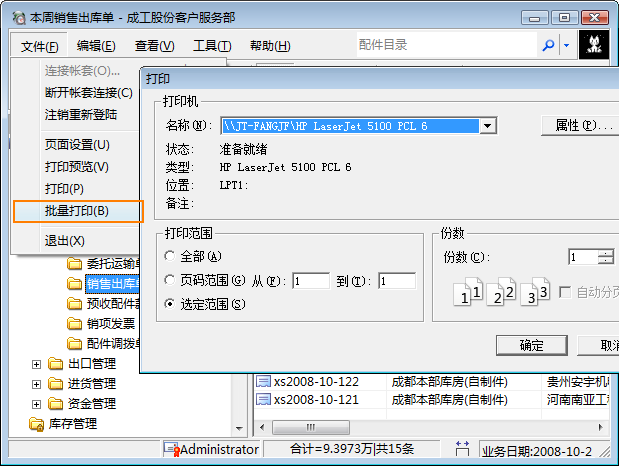 本周销售出库单 - 成工股份客户服务部
文件(F) 编辑(E) 查看(V) 工具(T) 帮助(H) 配件目录
连接帐套(O)...
断开帐套连接(C)
注销重新登陆
页面设置(U)
打印预览(V)
打印(P)
批量打印(B)
退出(X)
打印
打印机
名称(N): \\JT-FANGJF\HP LaserJet 5100 PCL 6 属性(P)...
状态: 准备就绪
类型: HP LaserJet 5100 PCL 6
位置: LPT1:
备注:
打印范围
全部(A)
页码范围(G) 从(F): 1 到(T): 1
选定范围(S)
份数
份数(C): 1
1 1 2 2 3 3 自动分页
确定 取消
委托运输单
销售出库单
预收配件
销项发票
配件调拨单
出口管理
进货管理
资金管理
库存管理
xs2008-10-122 成都本部库房(自制件) 贵州安宇机
xs2008-10-121 成都本部库房(自制件) 河南南亚工
Administrator 合计=9.3973万|共15条 业务日期:2008-10-2